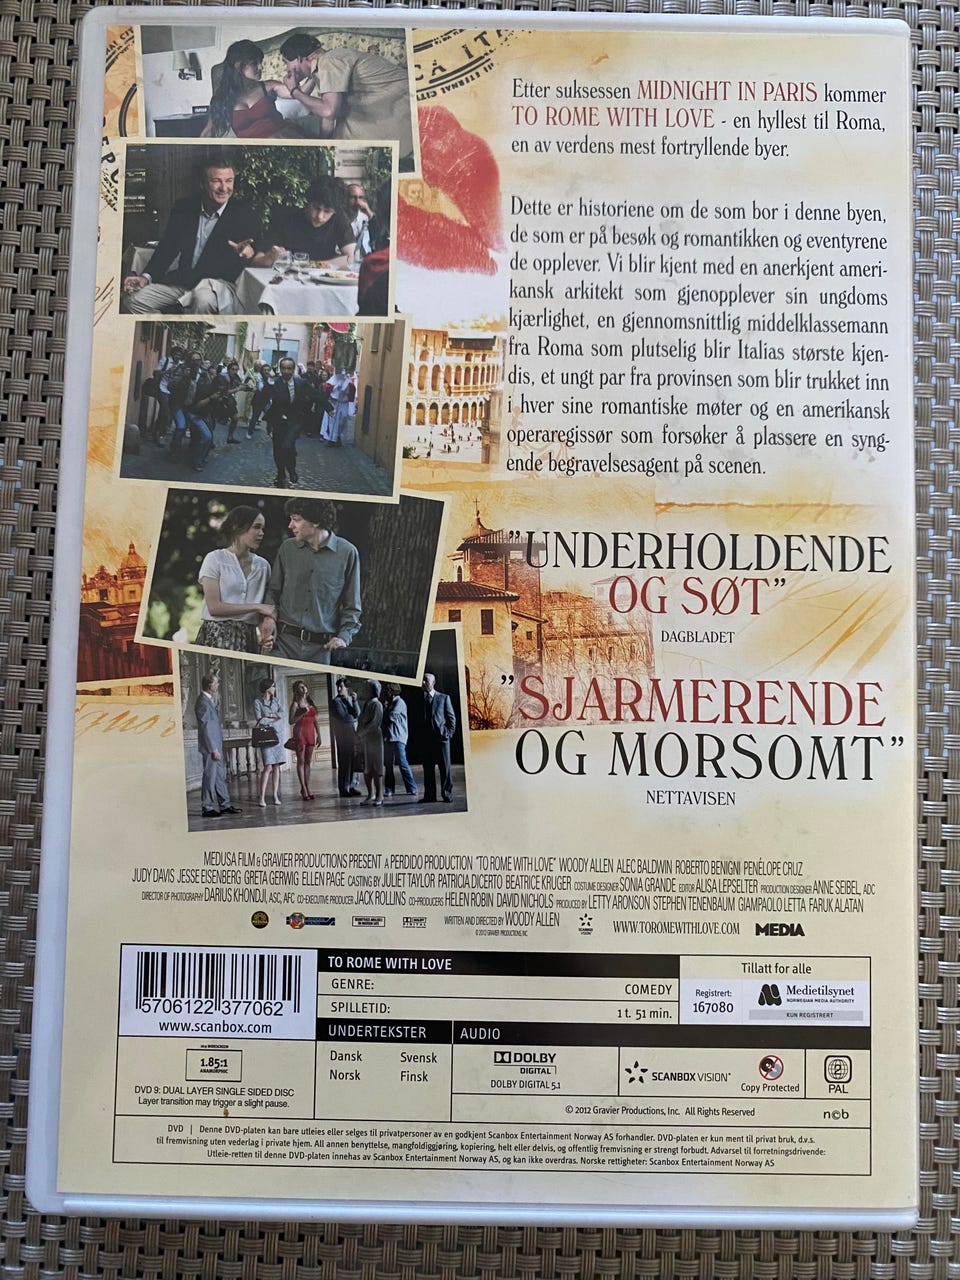 Etter suksessen MIDNIGHT IN PARIS kommer
TO ROME WITH LOVE - en hyllest til Roma,
en av verdens mest fortryllende byer.
Dette er historiene om de som bor i denne byen,
de som er på besøk og romantikken og eventyrene
de opplever. Vi blir kjent med en anerkjent ameri-
kansk arkitekt som gjenopplever sin ungdoms
kjærlighet, en gjennomsnittlig middelklassemann
fra Roma som plutselig blir Italias største kjen-
dis, et ungt par fra provinsen som blir trukket inn
i hver sine romantiske møter og en amerikansk
operaregissør som forsøker å plassere en syng-
ende begravelsesagent på scenen.
"UNDERHOLDENDE
OG SØT"
DAGBLADET
"SJARMERENDE
OG MORSOMT"
NETTAVISEN
MEDUSA FILM & GRAVIER PRODUCTIONS PRESENT A PERDIDO PRODUCTION "TO ROME WITH LOVE" WOODY ALLEN ALEC BALDWIN ROBERTO BENIGNI PENÉLOPE CRUZ
JUDY DAVIS JESSE EISENBERG GRETA GERWIG ELLEN PAGE CASTING BY JULIET TAYLOR PATRICIA DICERTO BEATRICE KRUGER COSTUME DESIGNER SONIA GRANDE EDITOR ALISA LEPSELTER PRODUCTION DESIGNER ANNE SEIBEL, ADC
DIRECTOR OF PHOTOGRAPHY DARIUS KHONDJI, ASC, AFC CO-EXECUTIVE PRODUCER JACK ROLLINS CO-PRODUCERS HELEN ROBIN DAVID NICHOLS PRODUCED BY LETTY ARONSON STEPHEN TENENBAUM GIAMPAOLO LETTA FARUK ALATAN
WRITTEN AND DIRECTED BY WOODY ALLEN
© 2012 GRAVIER PRODUCTIONS, INC.
SCANBOX VISION
WWW.TOROMEWITHLOVE.COM MEDIA
5706122 377062
www.scanbox.com
TO ROME WITH LOVE
GENRE: COMEDY
SPILLETID: 1 t. 51 min.
Tillatt for alle
Registrert:
167080
Medietilsynet
NORWEGIAN MEDIA AUTHORITY
KUN REGISTRERT
UNDERTEKSTER
Dansk Svensk
Norsk Finsk
AUDIO
DOLBY
DIGITAL
DOLBY DIGITAL 5.1
SCANBOX VISION
Copy Protected
2
PAL
16:9 WIDESCREEN
1.85:1
ANAMORPHIC
DVD 9: DUAL LAYER SINGLE SIDED DISC
Layer transition may trigger a slight pause.
© 2012 Gravier Productions, Inc. All Rights Reserved
n©b
DVD | Denne DVD-platen kan bare utleies eller selges til privatpersoner av en godkjent Scanbox Entertainment Norway AS forhandler. DVD-platen er kun ment til privat bruk, d.v.s.
til fremvisning uten vederlag i private hjem. All annen benyttelse, mangfoldiggjøring, kopiering, helt eller delvis, og offentlig fremvisning er strengt forbudt. Advarsel til forretningsdrivende:
Utleie-retten til denne DVD-platen innehas av Scanbox Entertainment Norway AS, og kan ikke overdras. Norske rettigheter: Scanbox Entertainment Norway AS